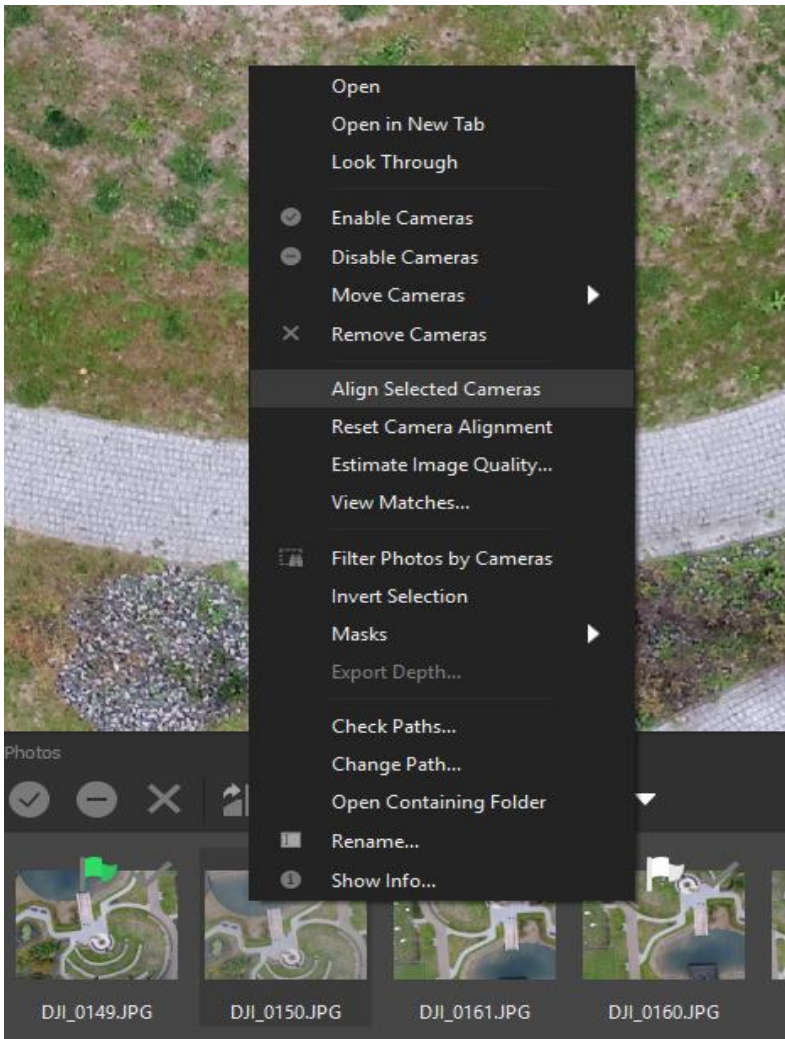 Open
Open in New Tab
Look Through
Enable Cameras
Disable Cameras
Move Cameras
Remove Cameras
Align Selected Cameras
Reset Camera Alignment
Estimate Image Quality...
View Matches...
Filter Photos by Cameras
Invert Selection
Masks
Export Depth...
Check Paths...
Change Path...
Open Containing Folder
Rename...
Show Info...
Photos
DJI_0149.JPG
DJI_0150.JPG
DJI_0161.JPG
DJI_0160.JPG